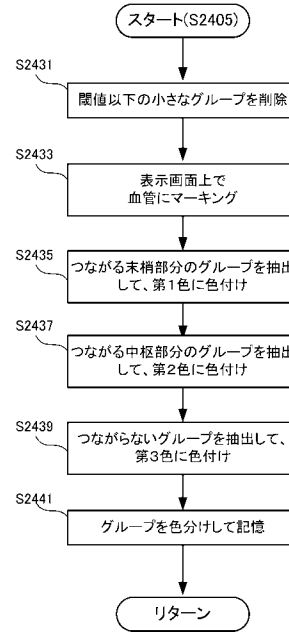 スタート(S2405)
S2431
閾値以下の小さなグループを削除
S2433
表示画面上で
血管にマーキング
S2435
つながる末梢部分のグループを抽出
して、第1色に色付け
S2437
つながる中枢部分のグループを抽出
して、第2色に色付け
S2439
つながらないグループを抽出して、
第3色に色付け
S2441
グループを色分けして記憶
リターン